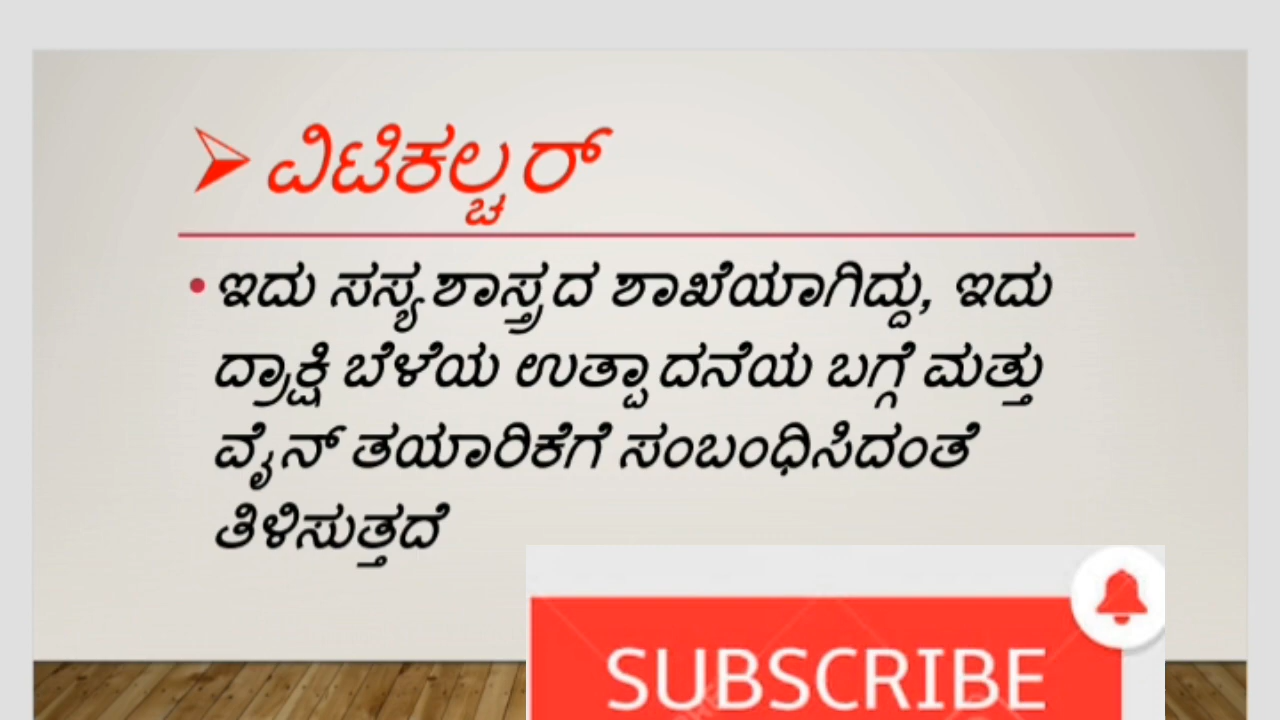 ವಿಟಿಕಲ್ಚರ್
ಇದು ಸಸ್ಯಶಾಸ್ತ್ರದ ಶಾಖೆಯಾಗಿದ್ದು, ಇದು
ದ್ರಾಕ್ಷಿ ಬೆಳೆಯ ಉತ್ಪಾದನೆಯ ಬಗ್ಗೆ ಮತ್ತು
ವೈನ್ ತಯಾರಿಕೆಗೆ ಸಂಬಂಧಿಸಿದಂತೆ
ತಿಳಿಸುತ್ತದೆ
SUBSCRIBE